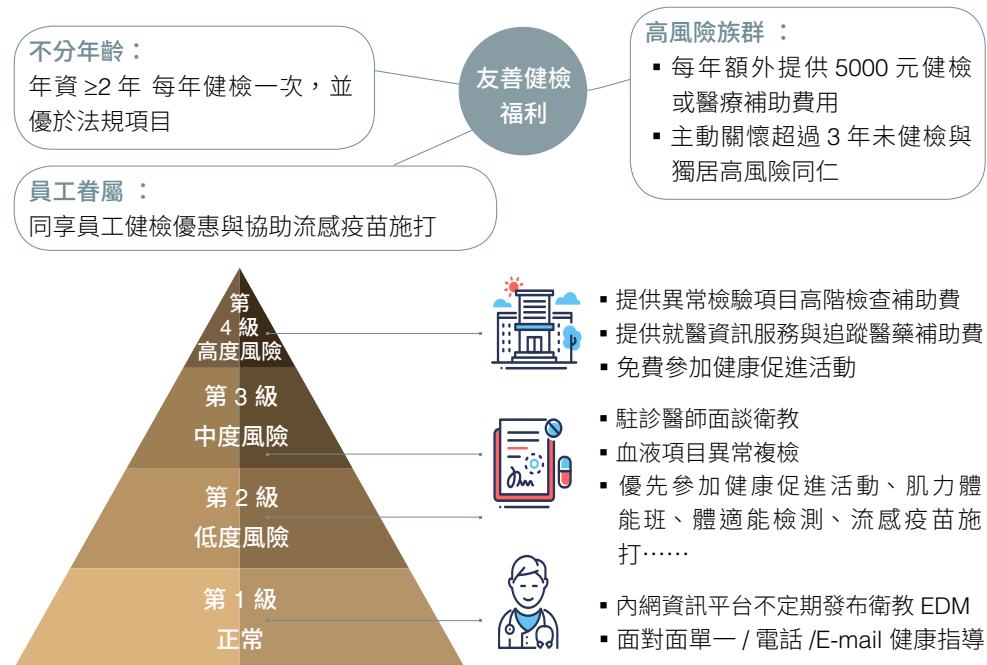 不分年齡：
年資 ≥2 年 每年健檢一次，並
優於法規項目
友善健檢
福利
高風險族群 ：
▪ 每年額外提供 5000 元健檢
或醫療補助費用
▪ 主動關懷超過 3 年未健檢與
獨居高風險同仁
員工眷屬 ：
同享員工健檢優惠與協助流感疫苗施打
第
4 級
高度風險
▪ 提供異常檢驗項目高階檢查補助費
▪ 提供就醫資訊服務與追蹤醫藥補助費
▪ 免費參加健康促進活動
第 3 級
中度風險
第 2 級
低度風險
▪ 駐診醫師面談衛教
▪ 血液項目異常複檢
▪ 優先參加健康促進活動、肌力體
能班、體適能檢測、流感疫苗施
打……
第 1 級
正常
▪ 內網資訊平台不定期發布衛教 EDM
▪ 面對面單一 / 電話 /E-mail 健康指導